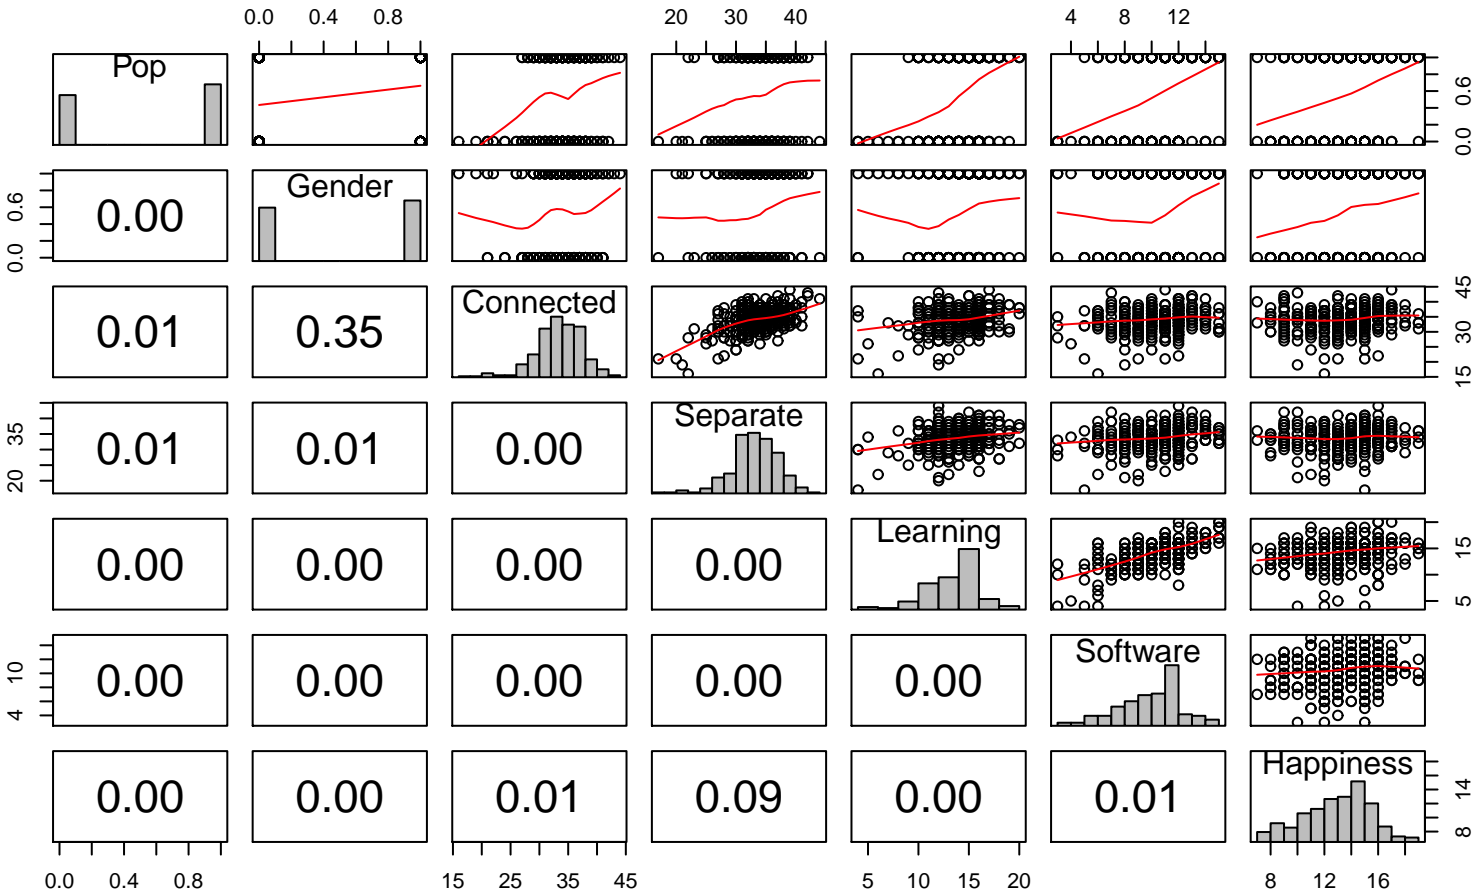 0.0 0.4 0.8 20 30 40 4 8 12
Pop 0.0 0.6
0.0 0.6 0.00 Gender
0.01 0.35 Connected 15 30 45
20 35 0.01 0.01 0.00 Separate
0.00 0.00 0.00 0.00 Learning 5 15
4 10 0.00 0.00 0.00 0.00 0.00 Software
0.00 0.00 0.01 0.09 0.00 0.01 Happiness 8 14
0.0 0.4 0.8 15 25 35 45 5 10 15 20 8 12 16